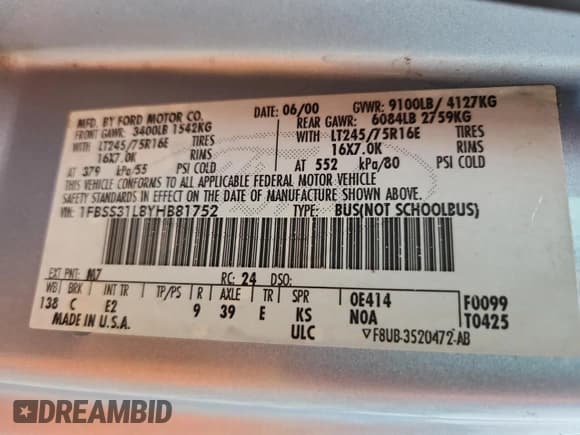 MFD. BY FORD MOTOR CO.
DATE: 06/00
GVWR: 9100LB/ 4127KG
FRONT GAWR: 3400LB 1542KG
REAR GAWR: 6084LB 2759KG
WITH LT245/75R16E TIRES
WITH LT245/75R16E TIRES
16X7.0K RIMS
16X7.0K RIMS
AT 379 kPa/55 PSI COLD
AT 552 kPa/80 PSI COLD
THIS VEHICLE CONFORMS TO ALL APPLICABLE FEDERAL MOTOR VEHICLE
SAFETY STANDARDS IN EFFECT ON THE DATE OF MANUFACTURE SHOWN ABOVE.
VIN: 1FBSS31L8YHB81752
TYPE: BUS(NOT SCHOOLBUS)
EXT PNT: M7 RC: 24 DSO:
WB BRK INT TR TP/PS R AXLE TR SPR
138 C E2 9 39 E KS
0E414 F0099
N0A T0425
MADE IN U.S.A. ULC
F8UB-3520472-AB
DREAMBID